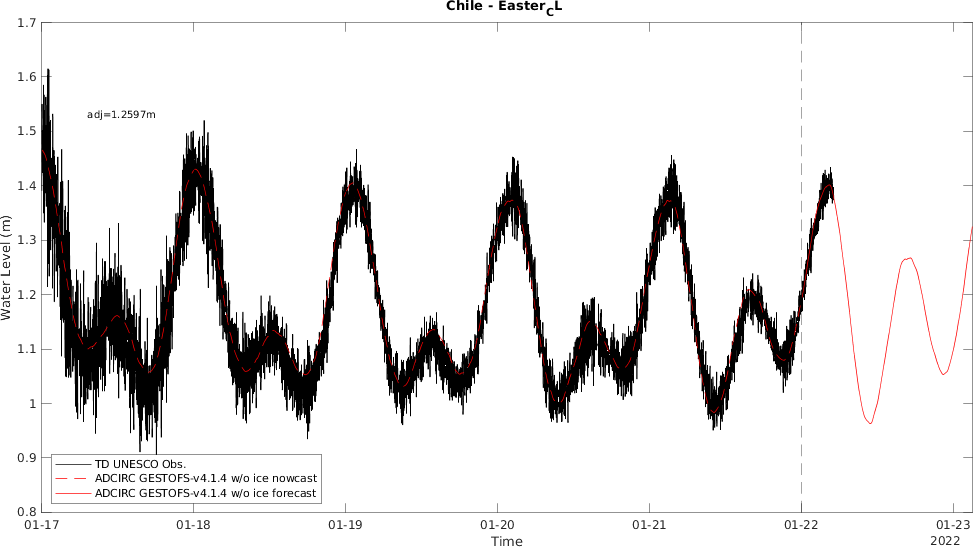 Chile - Easter_CL
1.7
1.6
adj=1.2597m
1.5
1.4
1.3
Water Level (m)
1.2
1.1
1
0.9
TD UNESCO Obs.
ADCIRC GESTOFS-v4.1.4 w/o ice nowcast
ADCIRC GESTOFS-v4.1.4 w/o ice forecast
0.8
01-17 01-18 01-19 01-20 01-21 01-22 01-23
Time
2022